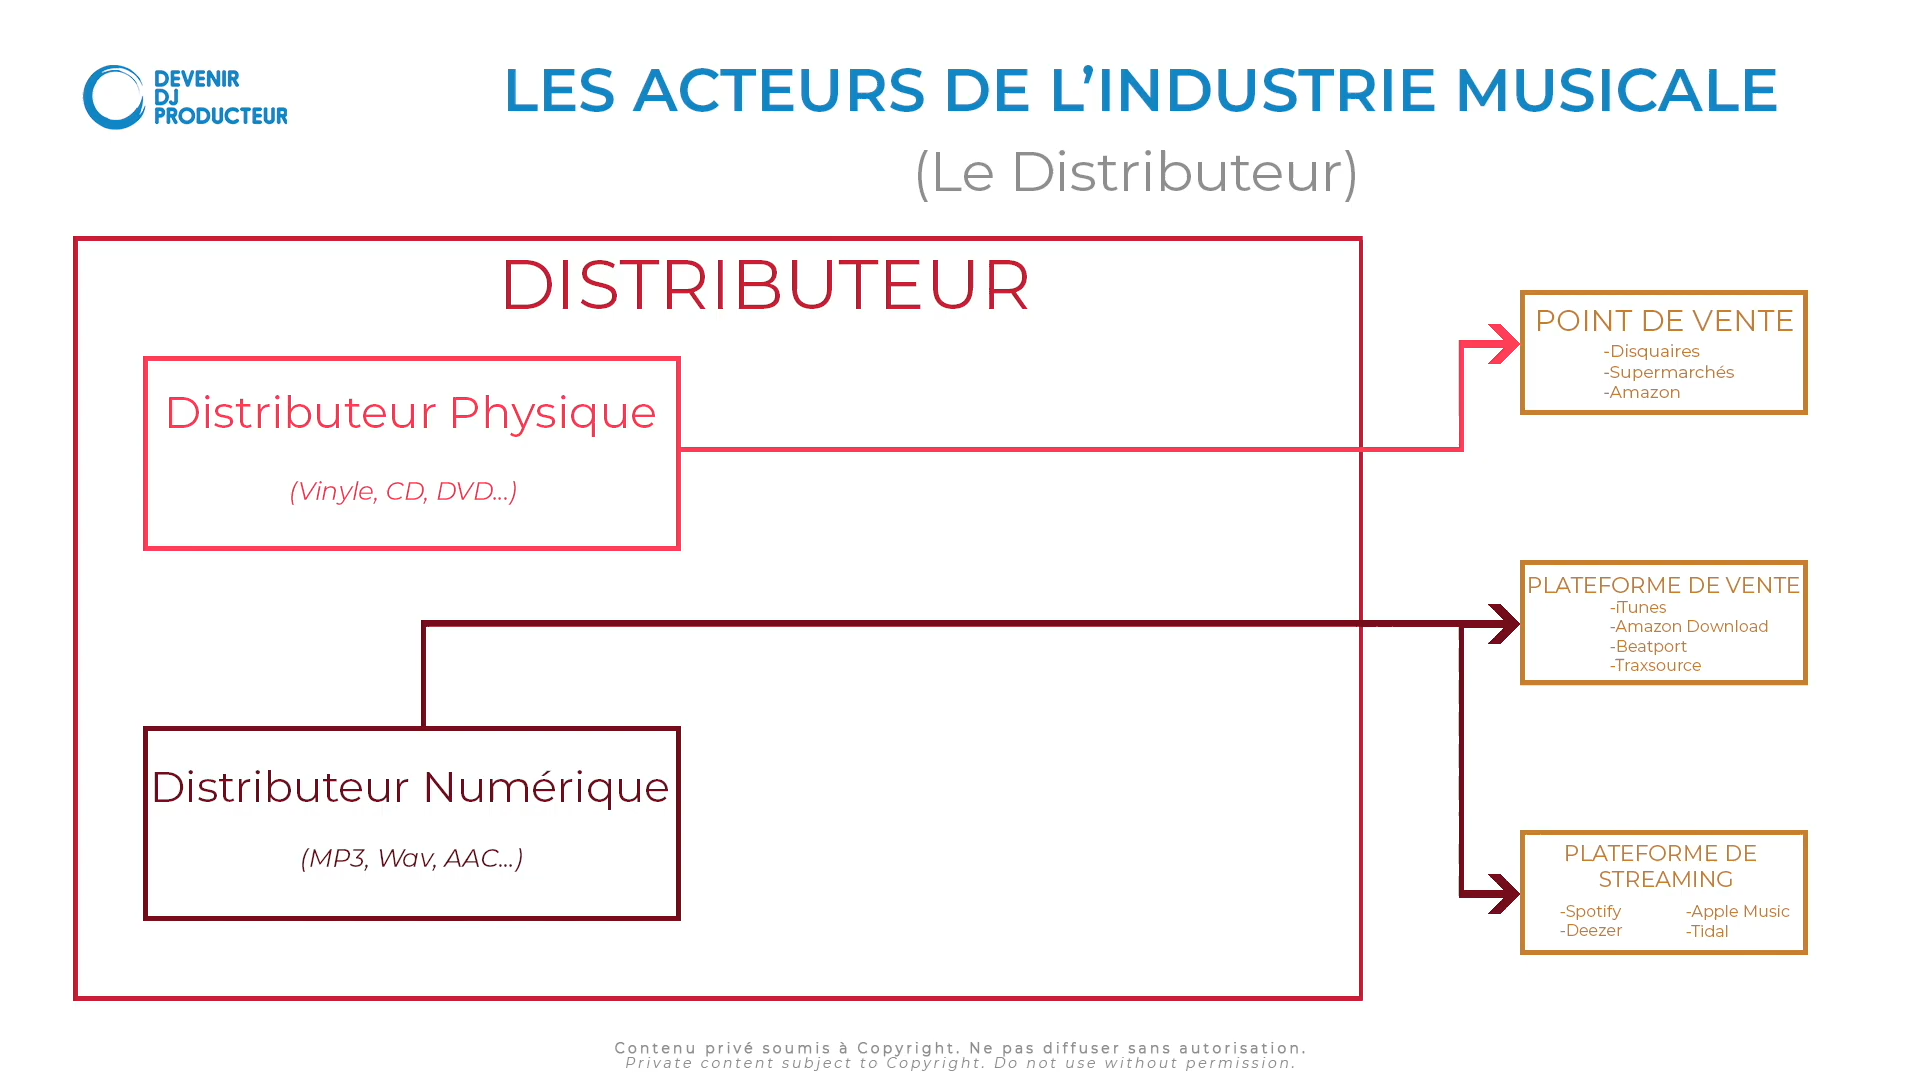 DEVENIR
DJ
PRODUCTEUR
LES ACTEURS DE L’INDUSTRIE MUSICALE
(Le Distributeur)
DISTRIBUTEUR
Distributeur Physique
(Vinyle, CD, DVD...)
Distributeur Numérique
(MP3, Wav, AAC...)
POINT DE VENTE
-Disquaires
-Supermarchés
-Amazon
PLATEFORME DE VENTE
-iTunes
-Amazon Download
-Beatport
-Traxsource
PLATEFORME DE
STREAMING
-Spotify
-Deezer
-Apple Music
-Tidal
Contenu privé soumis à Copyright. Ne pas diffuser sans autorisation.
Private content subject to Copyright. Do not use without permission.